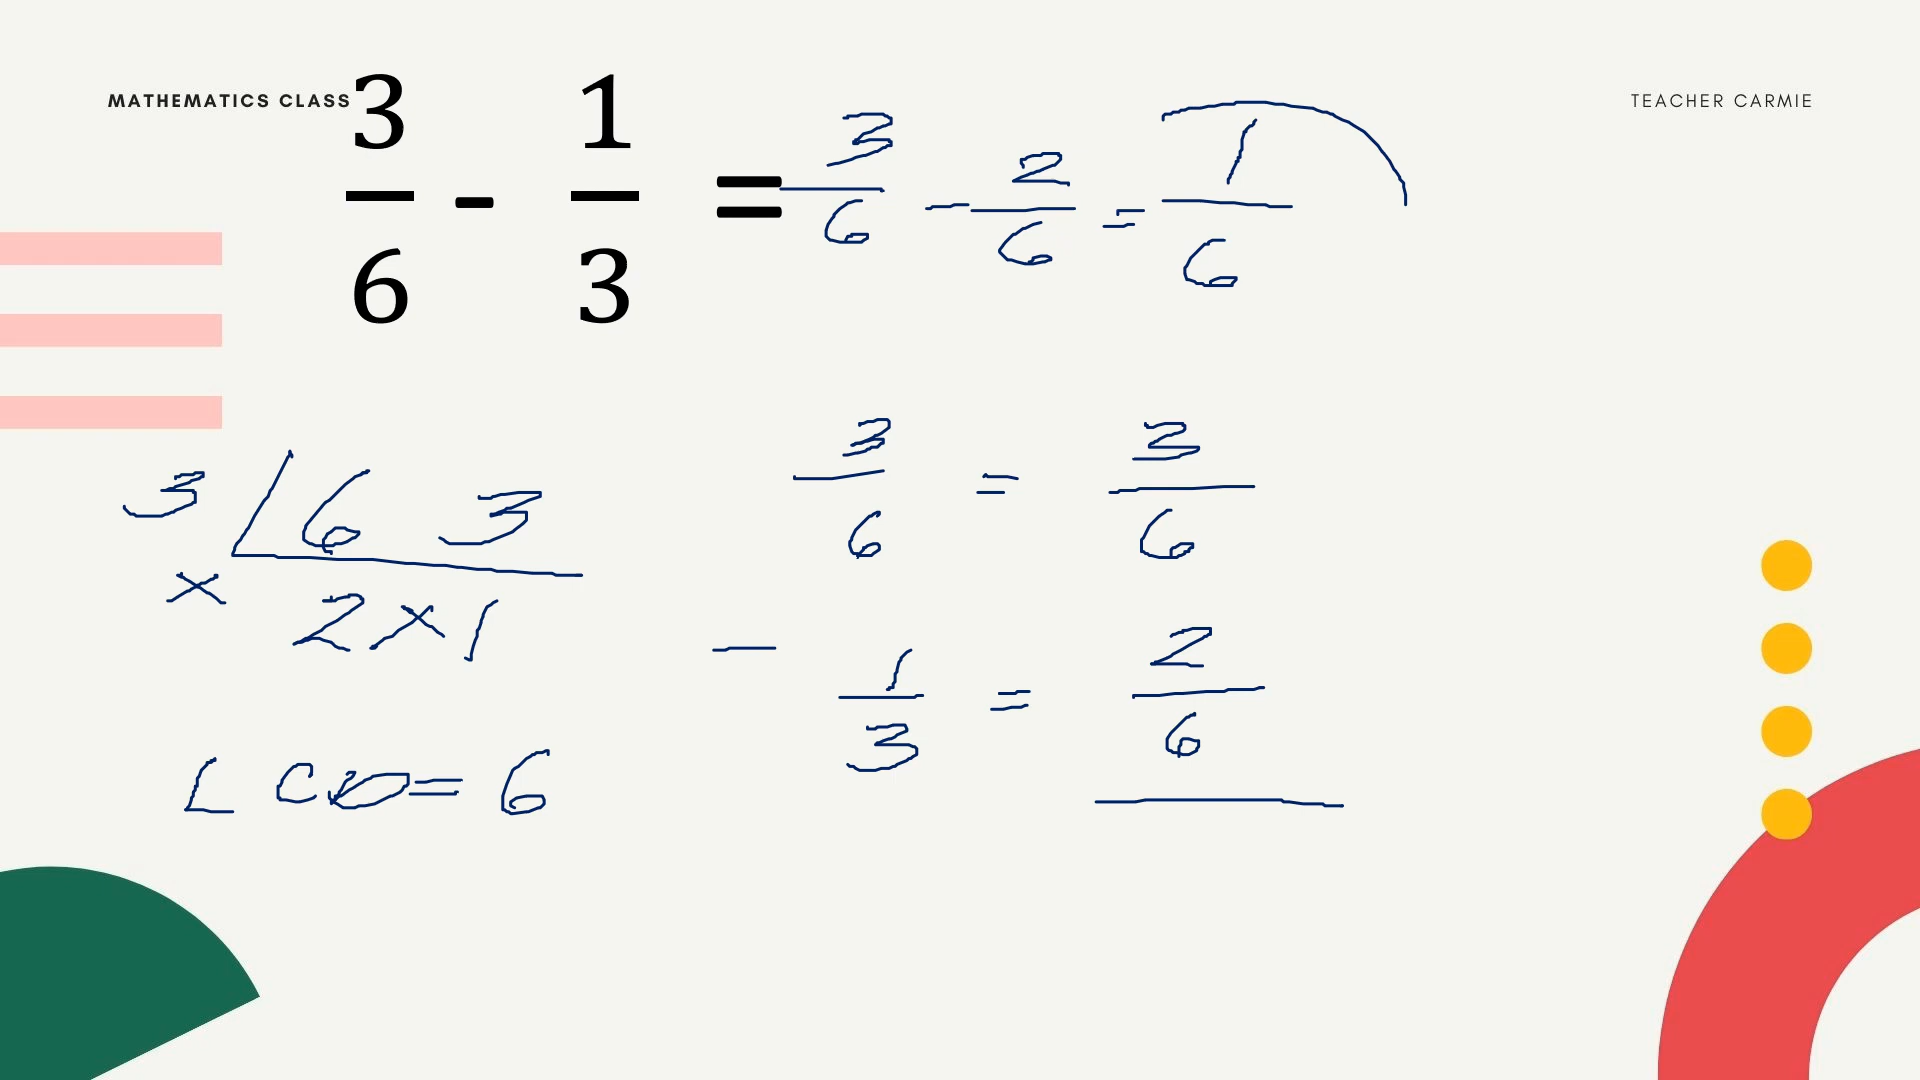 MATHEMATICS CLASS
TEACHER CARMIE
3/6 - 1/3 = 3/6 - 2/6 = 1/6
3 6 3
x 2 x 1
LCD = 6
3/6 = 3/6
- 1/3 = 2/6